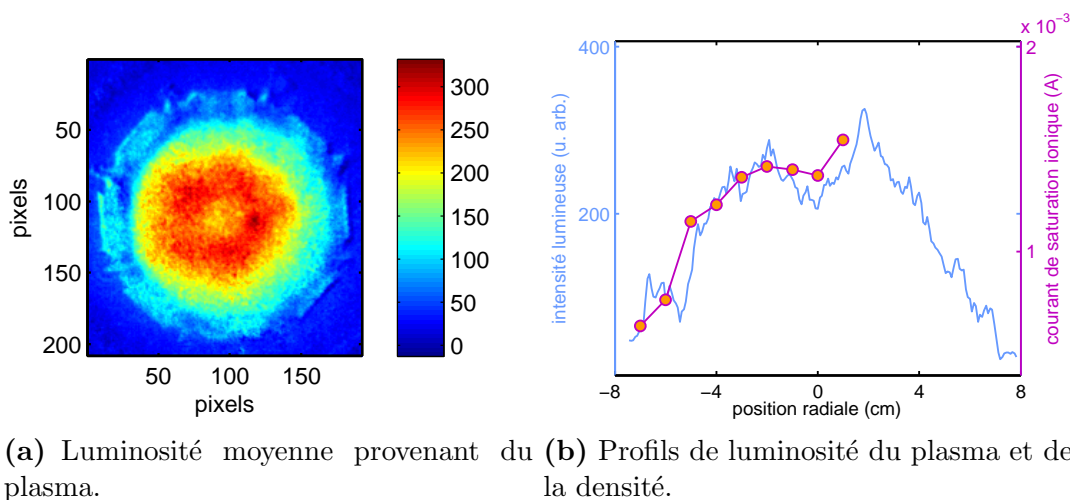 x 10⁻³
300
250
200
150
100
50
0
50
100
150
200
pixels
50 100 150
pixels
400
200
intensité lumineuse (u. arb.)
2
1
courant de saturation ionique (A)
−8 −4 0 4 8
position radiale (cm)
(a) Luminosité moyenne provenant du
plasma.
(b) Profils de luminosité du plasma et de
la densité.